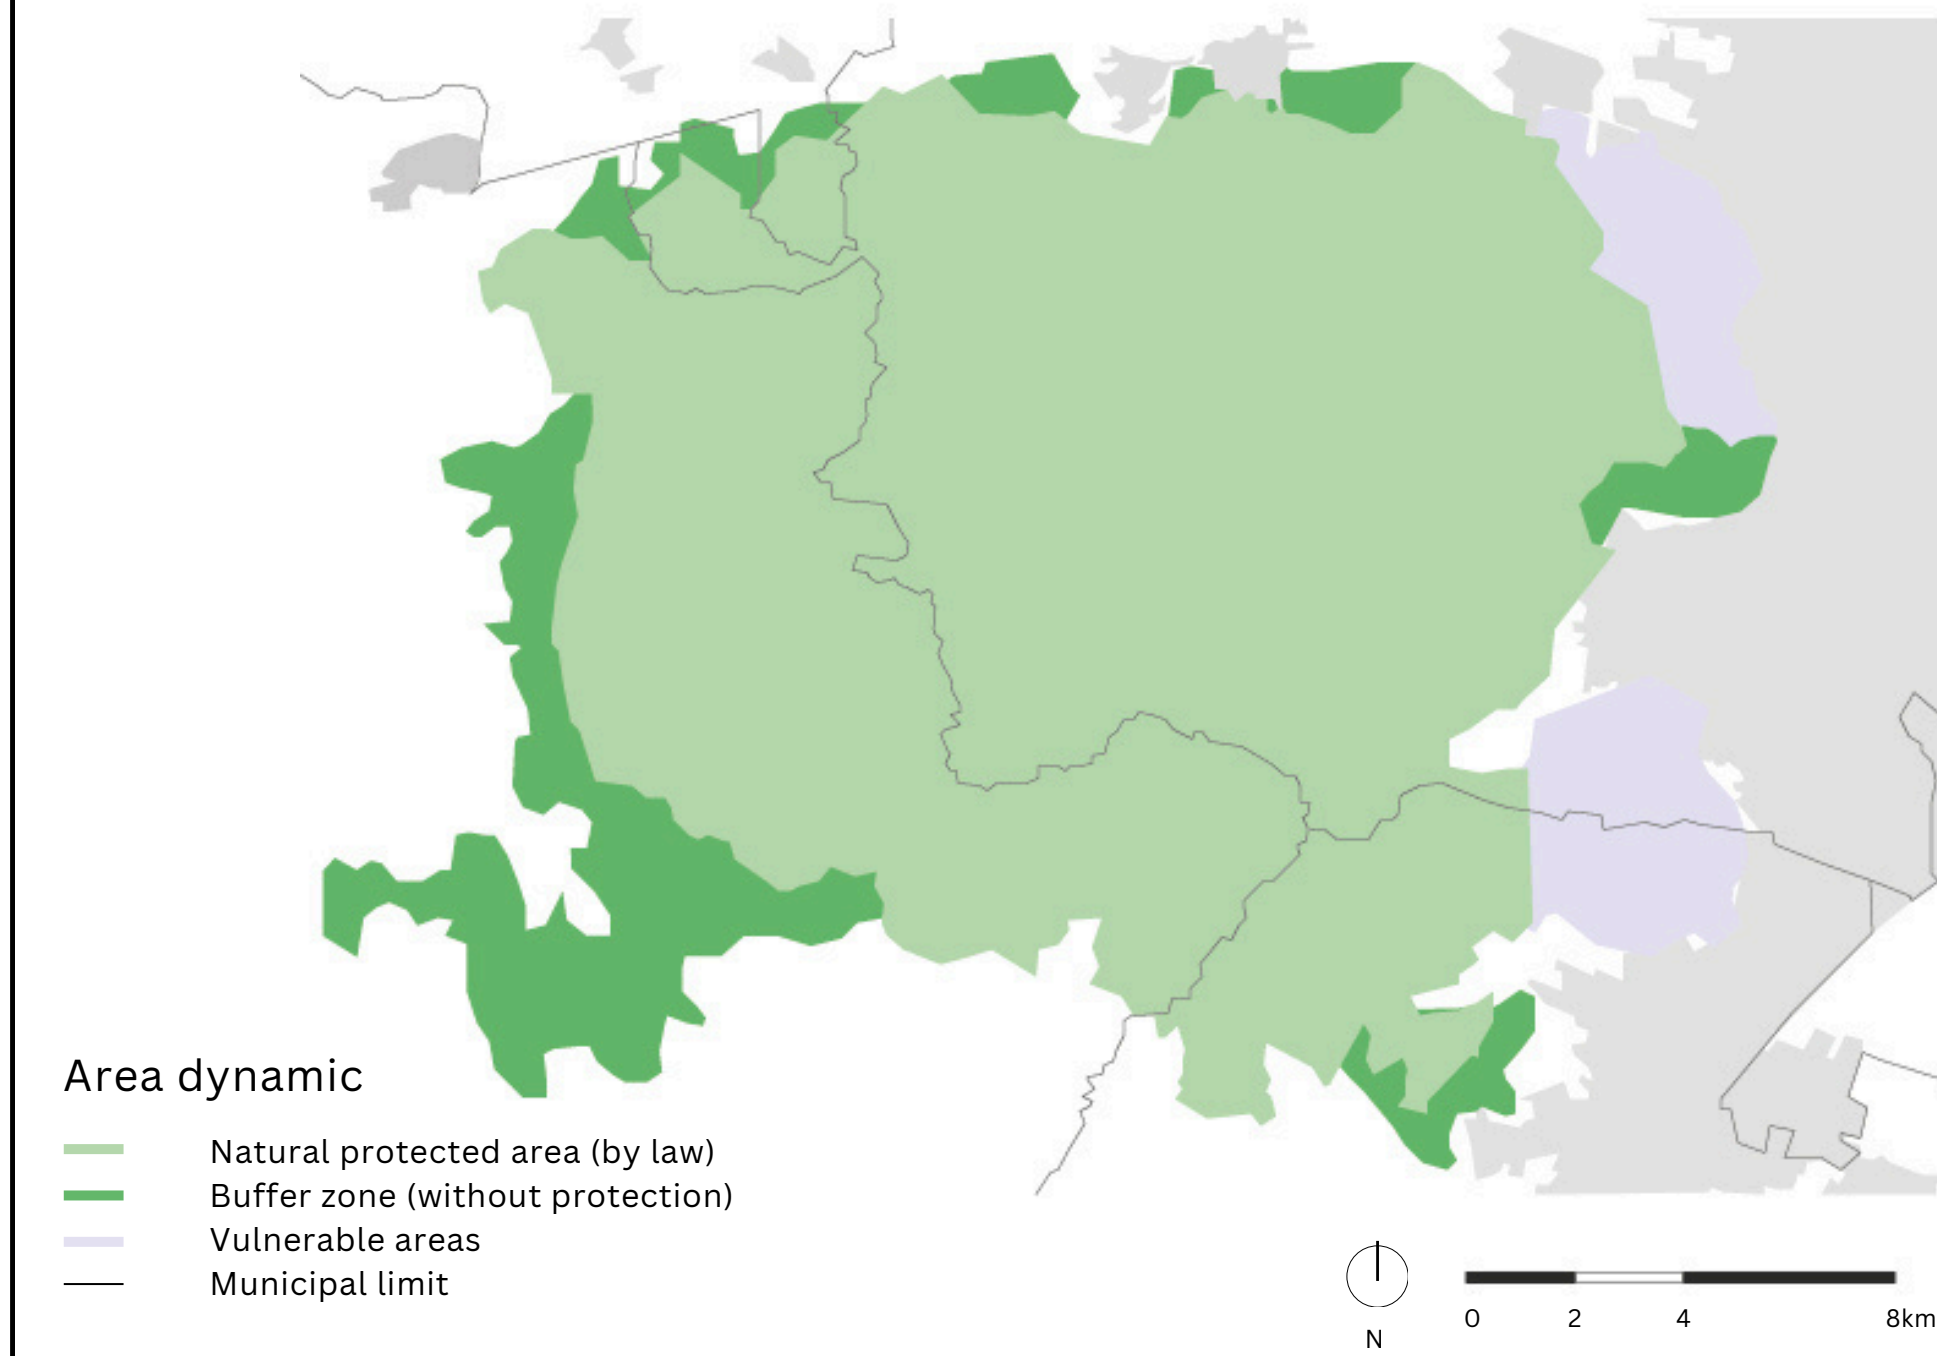 Area dynamic
Natural protected area (by law)
Buffer zone (without protection)
Vulnerable areas
Municipal limit
N
0 2 4 8km